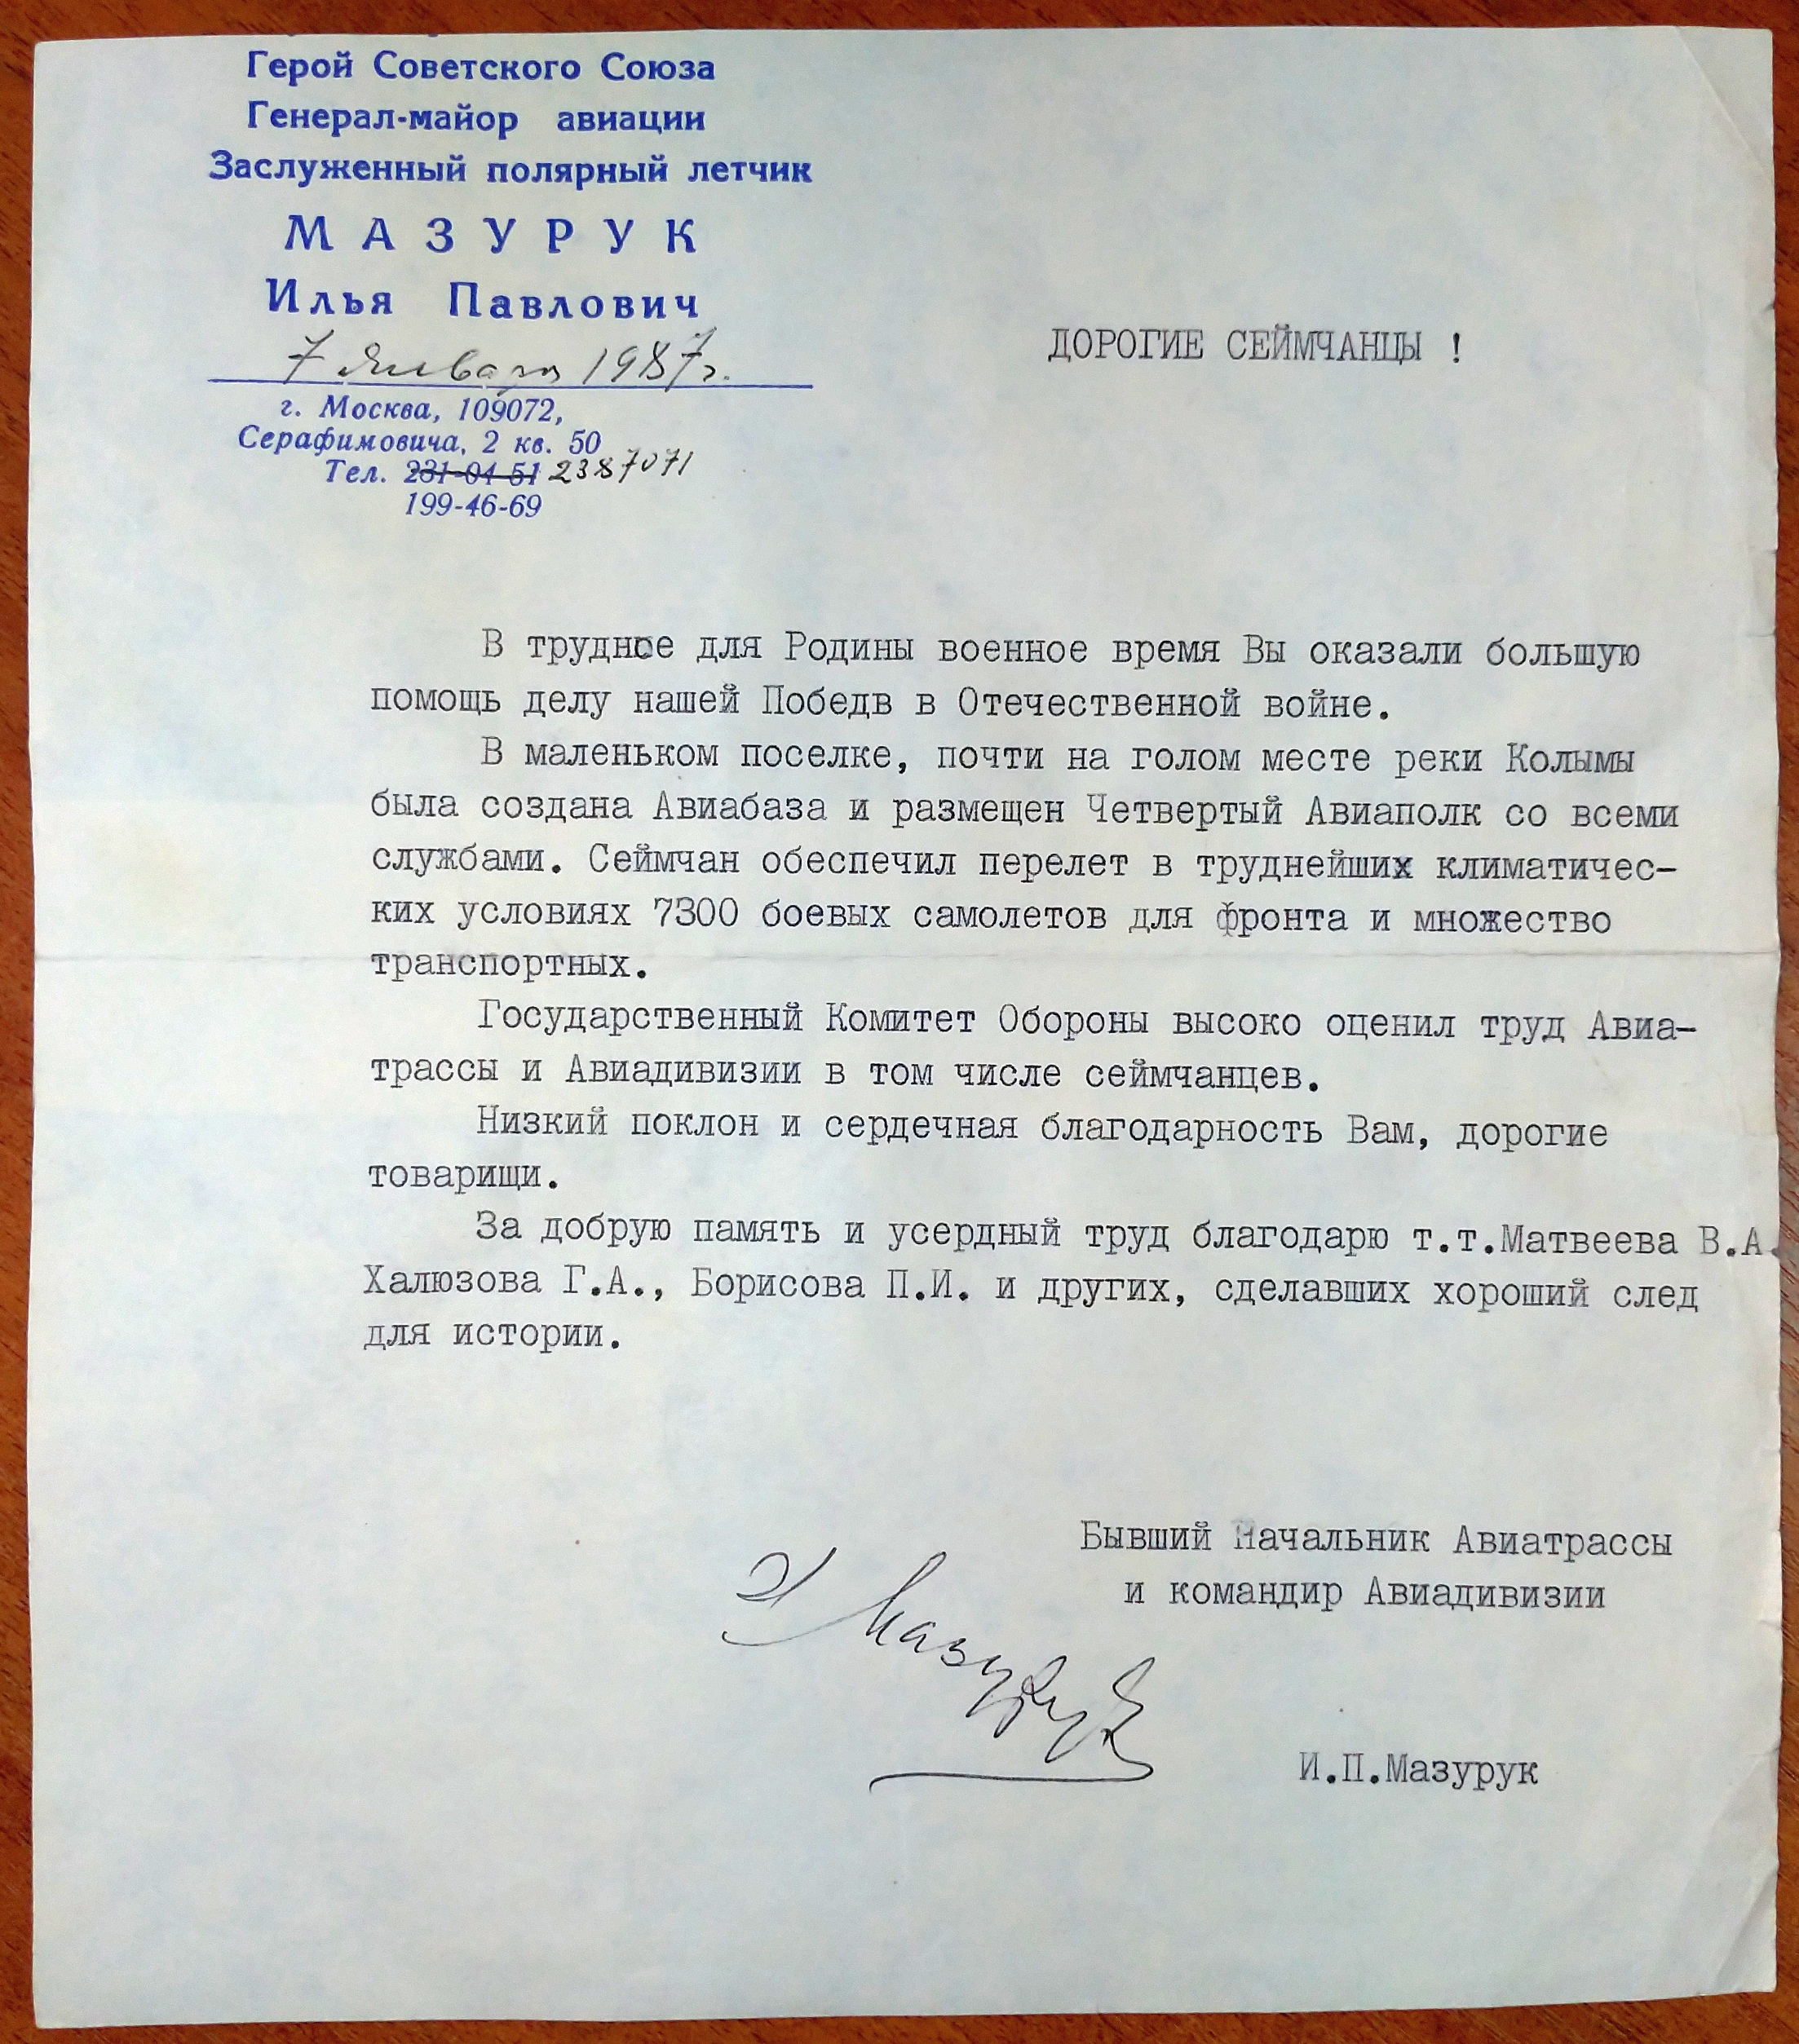 Герой Советского Союза
Генерал-майор авиации
Заслуженный полярный летчик
МАЗУРУК
Илья Павлович
7 января 1987г.
г. Москва, 109072,
Серафимовича, 2 кв. 50
Тел. 231-04-51 2387071
199-46-69
ДОРОГИЕ СЕЙМЧАНЦЫ !
В трудное для Родины военное время Вы оказали большую
помощь делу нашей Победв в Отечественной войне.
В маленьком поселке, почти на голом месте реки Колымы
была создана Авиабаза и размещен Четвертый Авиаполк со всеми
службами. Сеймчан обеспечил перелет в труднейших климатичес-
ких условиях 7300 боевых самолетов для фронта и множество
транспортных.
Государственный Комитет Обороны высоко оценил труд Авиа-
трассы и Авиадивизии в том числе сеймчанцев.
Низкий поклон и сердечная благодарность Вам, дорогие
товарищи.
За добрую память и усердный труд благодарю т.т.Матвеева В.А.
Халюзова Г.А., Борисова П.И. и других, сделавших хороший след
для истории.
Бывший Начальник Авиатрассы
и командир Авиадивизии
И Мазурук
И.П.Мазурук